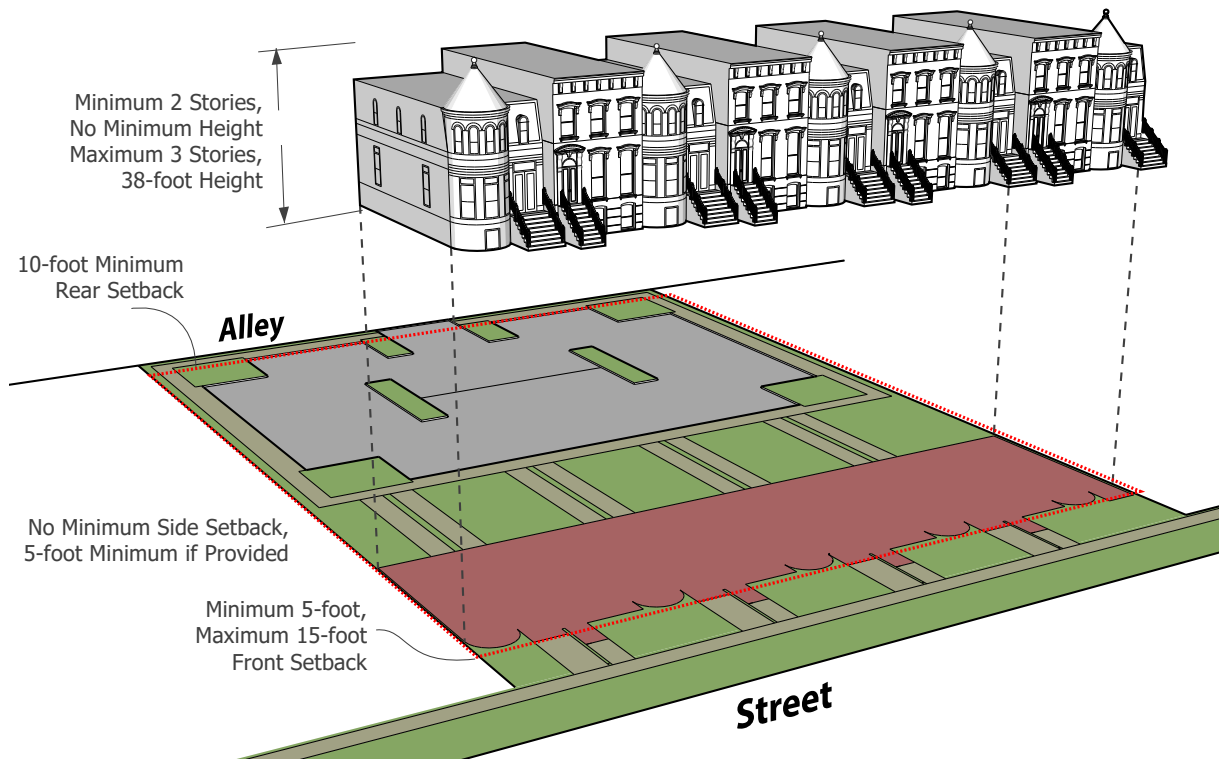 Minimum 2 Stories,
No Minimum Height
Maximum 3 Stories,
38-foot Height
10-foot Minimum
Rear Setback
Alley
No Minimum Side Setback,
5-foot Minimum if Provided
Minimum 5-foot,
Maximum 15-foot
Front Setback
Street